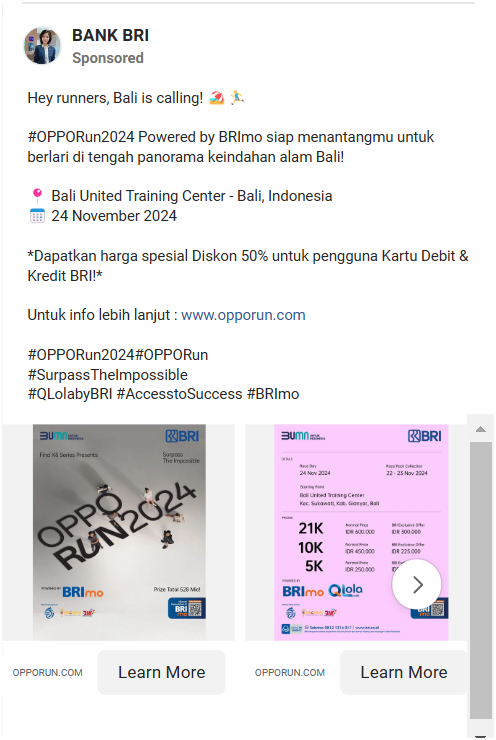 BANK BRI
Sponsored
Hey runners, Bali is calling! 🏖️ 🏃‍♂️
#OPPORun2024 Powered by BRImo siap menantangmu untuk
berlari di tengah panorama keindahan alam Bali!
📍 Bali United Training Center - Bali, Indonesia
🗓️ 24 November 2024
*Dapatkan harga spesial Diskon 50% untuk pengguna Kartu Debit &
Kredit BRI!*
Untuk info lebih lanjut : www.opporun.com
#OPPORun2024#OPPORun
#SurpassTheImpossible
#QLolabyBRI #AccesstoSuccess #BRImo
BUMN BRI
Find X8 Series Presents
Surpass
The Impossible
OPPO
RUN2024
POWERED BY
BRImo
Prize Total 528 Mio!
BRImo
OPPORUN.COM
Learn More
BUMN BRI
DETAILS
Race Day
24 Nov 2024
Race Pack Collection
22 - 23 Nov 2024
Starting Point
Bali United Training Center
Kec. Sukawati, Kab. Gianyar, Bali
21K
Normal Price
IDR 600.000
BRI Exclusive Offer
IDR 300.000
10K
Normal Price
IDR 450.000
BRI Exclusive Offer
IDR 225.000
5K
Normal Price
IDR 250.000
POWERED BY
BRImo Qlola
BRImo
OPPORUN.COM
Learn More